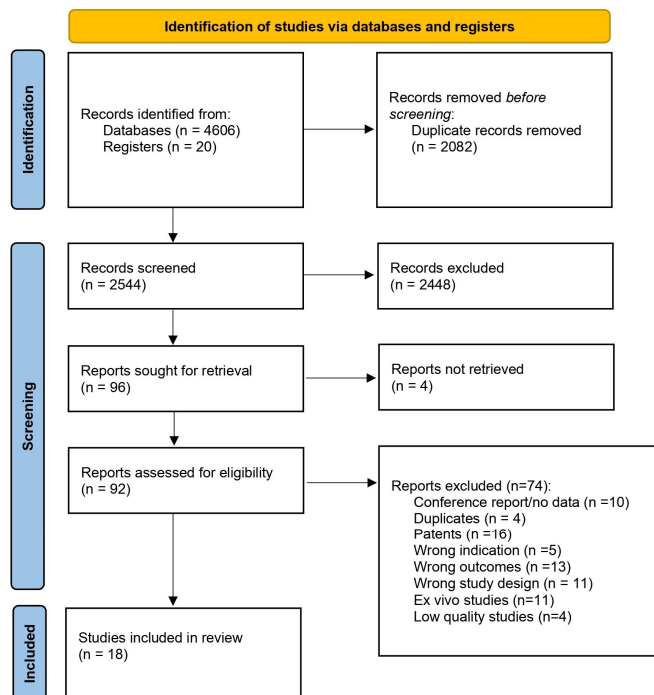 Identification of studies via databases and registers
Identification
Records identified from:
Databases (n = 4606)
Registers (n = 20)
Records removed before
screening:
Duplicate records removed
(n = 2082)
Screening
Records screened
(n = 2544)
Records excluded
(n = 2448)
Reports sought for retrieval
(n = 96)
Reports not retrieved
(n = 4)
Reports assessed for eligibility
(n = 92)
Reports excluded (n=74):
Conference report/no data (n =10)
Duplicates (n = 4)
Patents (n =16)
Wrong indication (n =5)
Wrong outcomes (n =13)
Wrong study design (n = 11)
Ex vivo studies (n=11)
Low quality studies (n=4)
Included
Studies included in review
(n = 18)